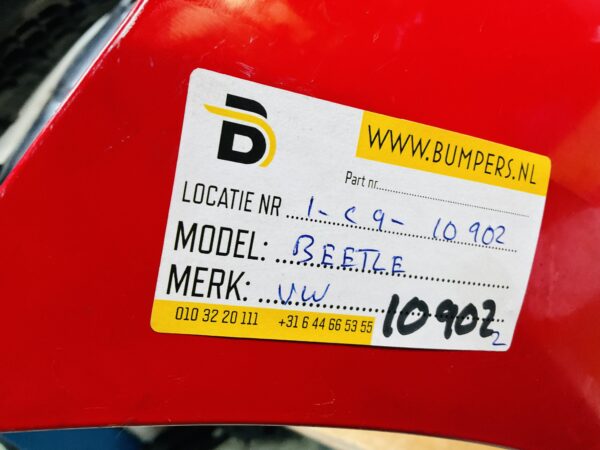 B
WWW.BUMPERS.NL
Part nr.
LOCATIE NR 1-C9-10902
MODEL: BEETLE
MERK: VW
010 32 20 111 +31 6 44 66 53 55
10902
2